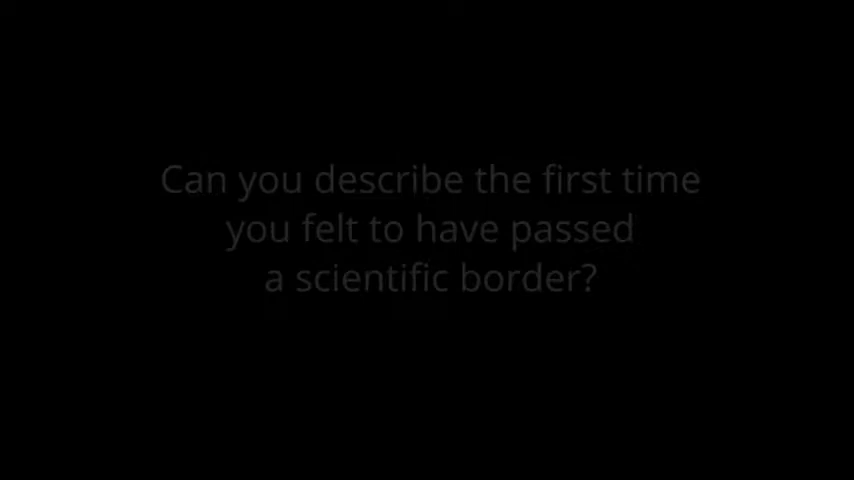 Can you describe the first time
you felt to have passed
a scientific border?